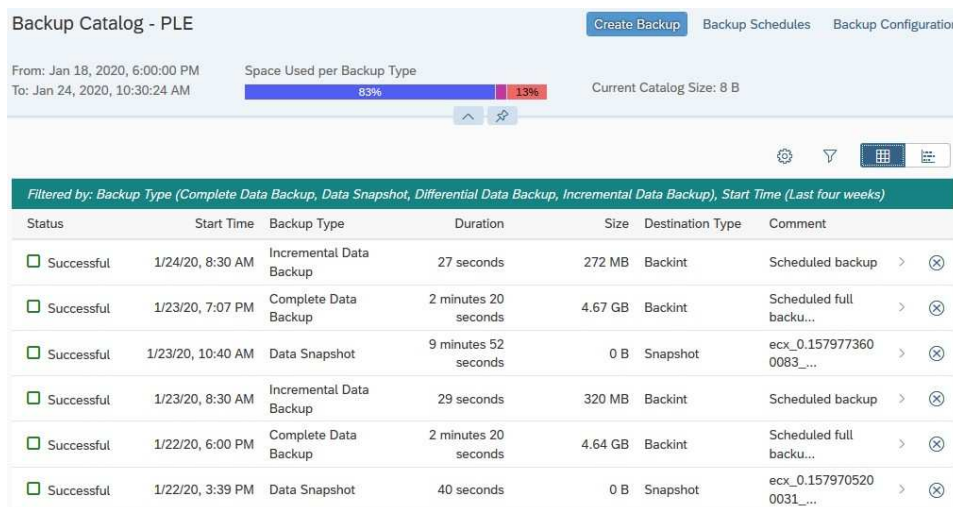 Backup Catalog - PLE
Create Backup
Backup Schedules
Backup Configuration
From: Jan 18, 2020, 6:00:00 PM
To: Jan 24, 2020, 10:30:24 AM
Space Used per Backup Type
83%
13%
Current Catalog Size: 8 B
Filtered by: Backup Type (Complete Data Backup, Data Snapshot, Differential Data Backup, Incremental Data Backup), Start Time (Last four weeks)
Status Start Time Backup Type Duration Size Destination Type Comment
Successful 1/24/20, 8:30 AM Incremental Data 27 seconds 272 MB Backint Scheduled backup
Backup
Successful 1/23/20, 7:07 PM Complete Data 2 minutes 20 4.67 GB Backint Scheduled full
Backup seconds backu...
Successful 1/23/20, 10:40 AM Data Snapshot 9 minutes 52 0 B Snapshot ecx_0.157977360
seconds 0083_...
Successful 1/23/20, 8:30 AM Incremental Data 29 seconds 320 MB Backint Scheduled backup
Backup
Successful 1/22/20, 6:00 PM Complete Data 2 minutes 20 4.64 GB Backint Scheduled full
Backup seconds backu...
Successful 1/22/20, 3:39 PM Data Snapshot 40 seconds 0 B Snapshot ecx_0.157970520
0031_...